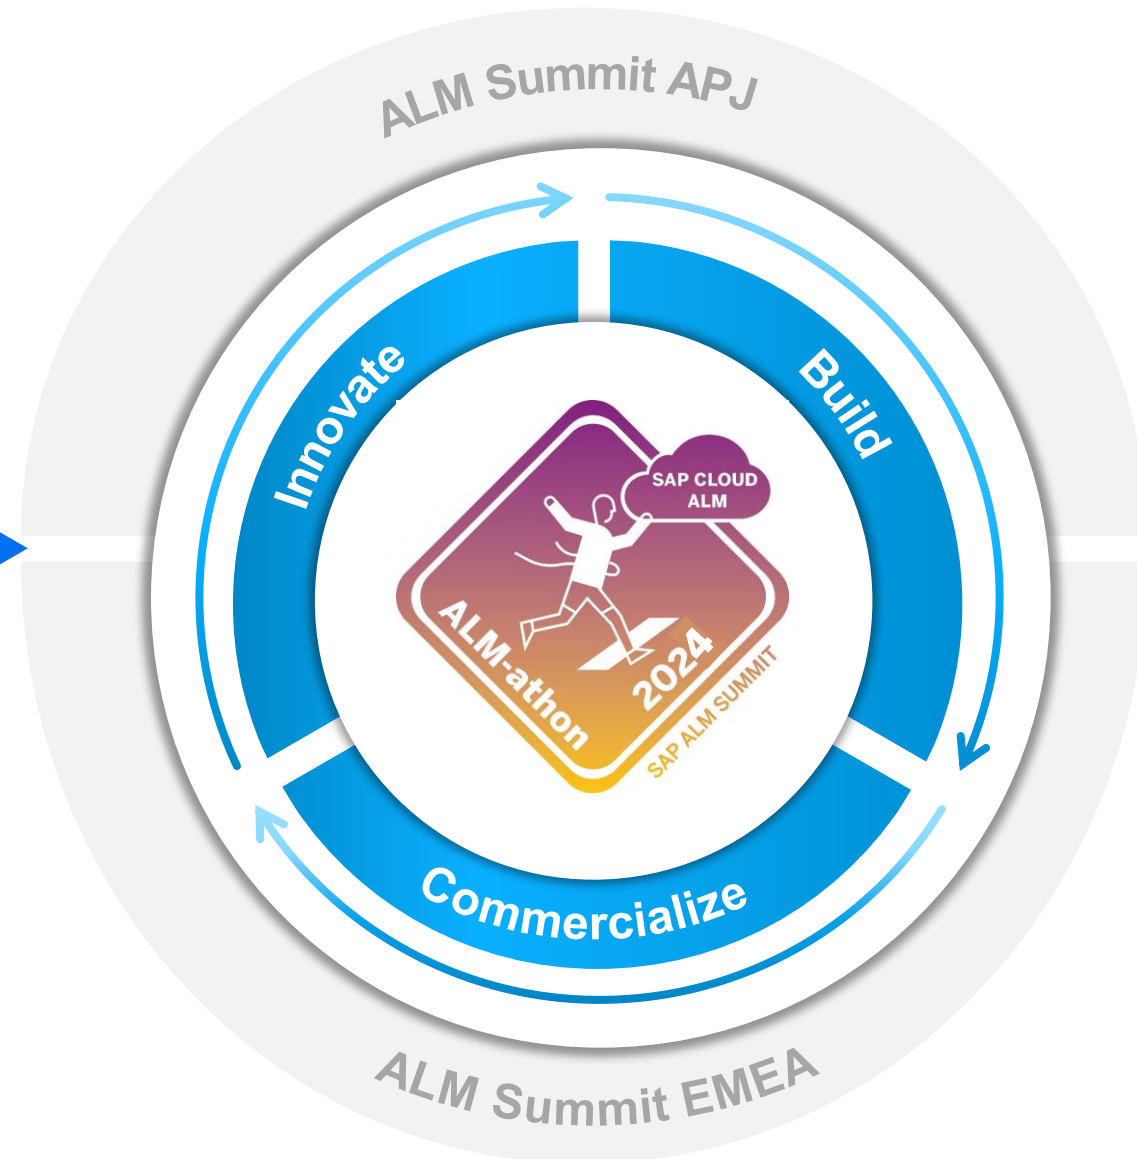 ALM Summit APJ
Innovate
Build
SAP CLOUD
ALM
ALM-athon
2024
SAP ALM SUMMIT
Commercialize
ALM Summit EMEA